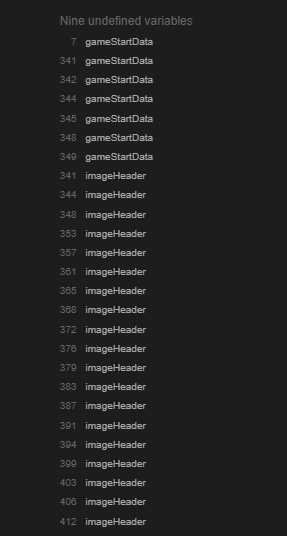 Nine undefined variables
7 gameStartData
341 gameStartData
342 gameStartData
344 gameStartData
345 gameStartData
348 gameStartData
349 gameStartData
341 imageHeader
344 imageHeader
348 imageHeader
353 imageHeader
357 imageHeader
361 imageHeader
365 imageHeader
368 imageHeader
372 imageHeader
376 imageHeader
379 imageHeader
383 imageHeader
387 imageHeader
391 imageHeader
394 imageHeader
399 imageHeader
403 imageHeader
406 imageHeader
412 imageHeader